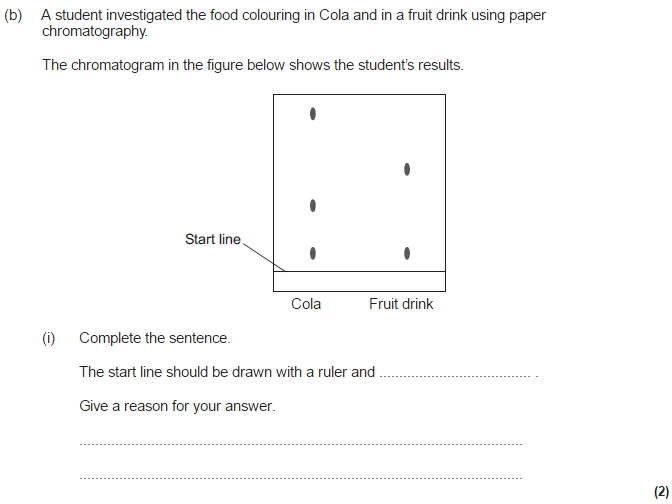 (b) A student investigated the food colouring in Cola and in a fruit drink using paper
chromatography.
The chromatogram in the figure below shows the student's results.
Start line
Cola Fruit drink
(i) Complete the sentence.
The start line should be drawn with a ruler and ...................................... .
Give a reason for your answer.
(2)